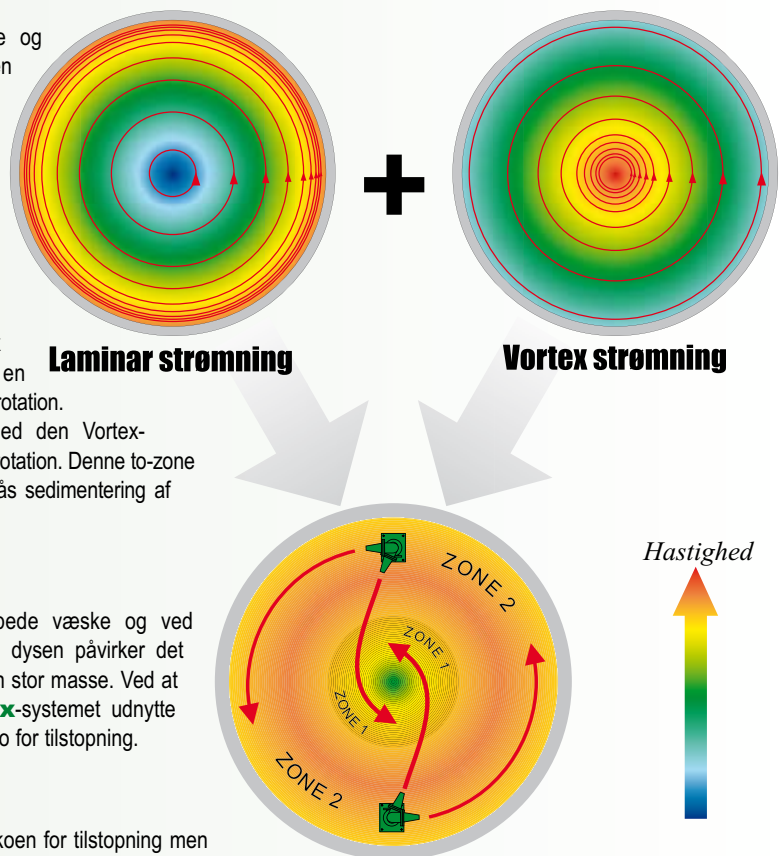 e og
en
Laminar strømning
Vortex strømning
en
rotation.
ed den Vortex-
rotation. Denne to-zone
ås sedimentering af
Hastighed
ZONE 2
ZONE 1
ZONE 1
ZONE 2
bede væske og ved
dysen påvirker det
n stor masse. Ved at
x-systemet udnytte
o for tilstopning.
koen for tilstopning men